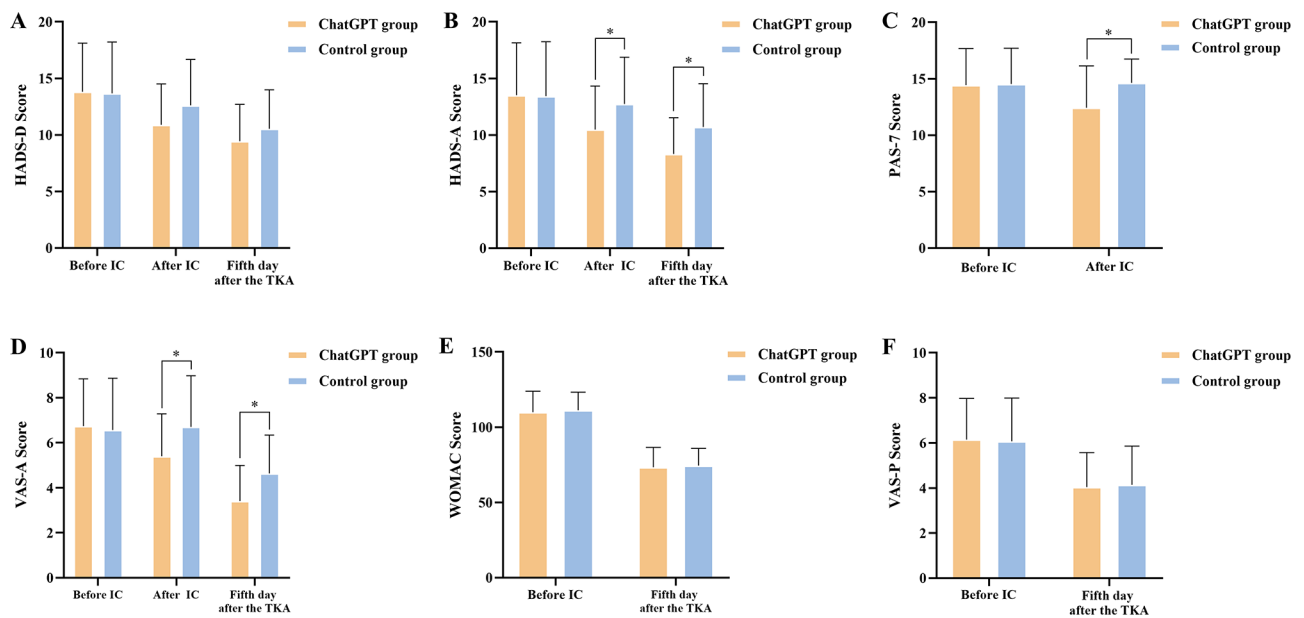 A
HADS-D Score
20
15
10
5
0
Before IC
After IC
Fifth day
after the TKA
ChatGPT group
Control group
B
HADS-A Score
20
15
10
5
0
*
*
Before IC
After IC
Fifth day
after the TKA
ChatGPT group
Control group
C
PAS-7 Score
20
15
10
5
0
*
Before IC
After IC
ChatGPT group
Control group
D
VAS-A Score
10
8
6
4
2
0
*
*
Before IC
After IC
Fifth day
after the TKA
ChatGPT group
Control group
E
WOMAC Score
150
100
50
0
Before IC
Fifth day
after the TKA
ChatGPT group
Control group
F
VAS-P Score
10
8
6
4
2
0
Before IC
Fifth day
after the TKA
ChatGPT group
Control group